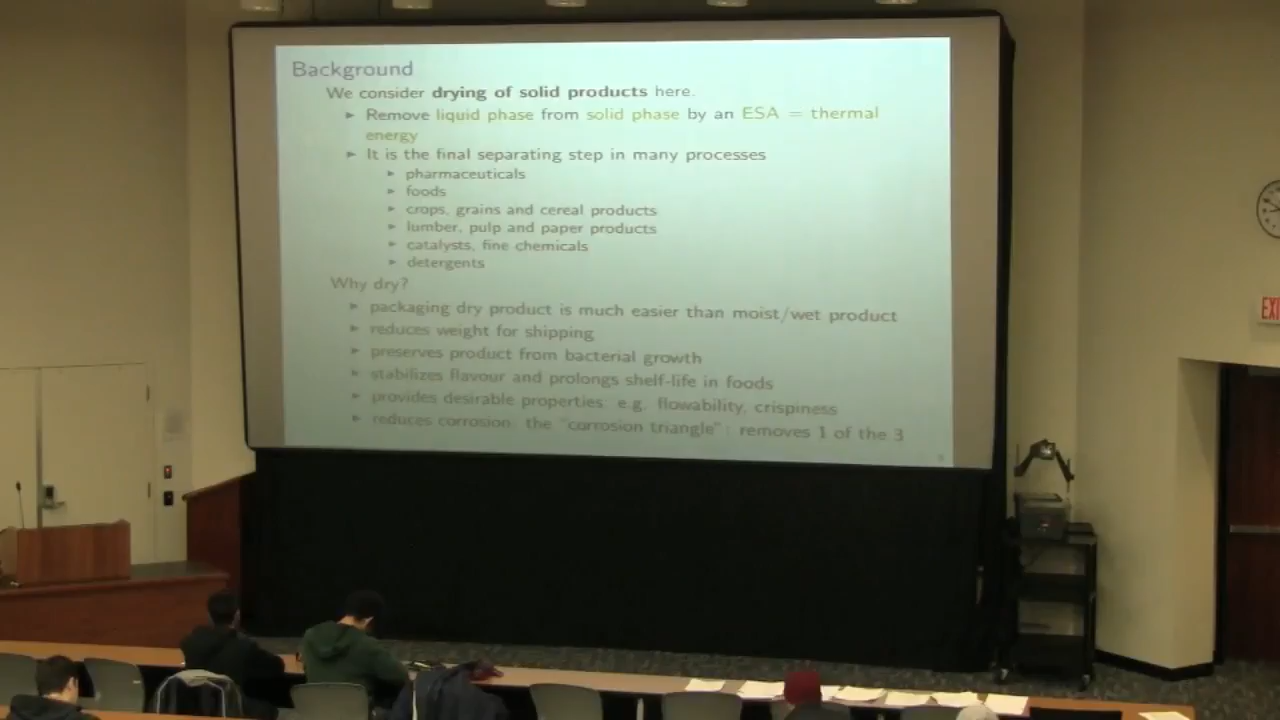 Background
We consider drying of solid products here.
► Remove liquid phase from solid phase by an ESA = thermal
energy
► It is the final separating step in many processes
► pharmaceuticals
► foods
► crops, grains and cereal products
► lumber, pulp and paper products
► catalysts, fine chemicals
► detergents
Why dry?
► packaging dry product is much easier than moist/wet product
► reduces weight for shipping
► preserves product from bacterial growth
► stabilizes flavour and prolongs shelf-life in foods
► provides desirable properties: e.g. flowability, crispiness
► reduces corrosion: the "corrosion triangle": removes 1 of the 3
EXI